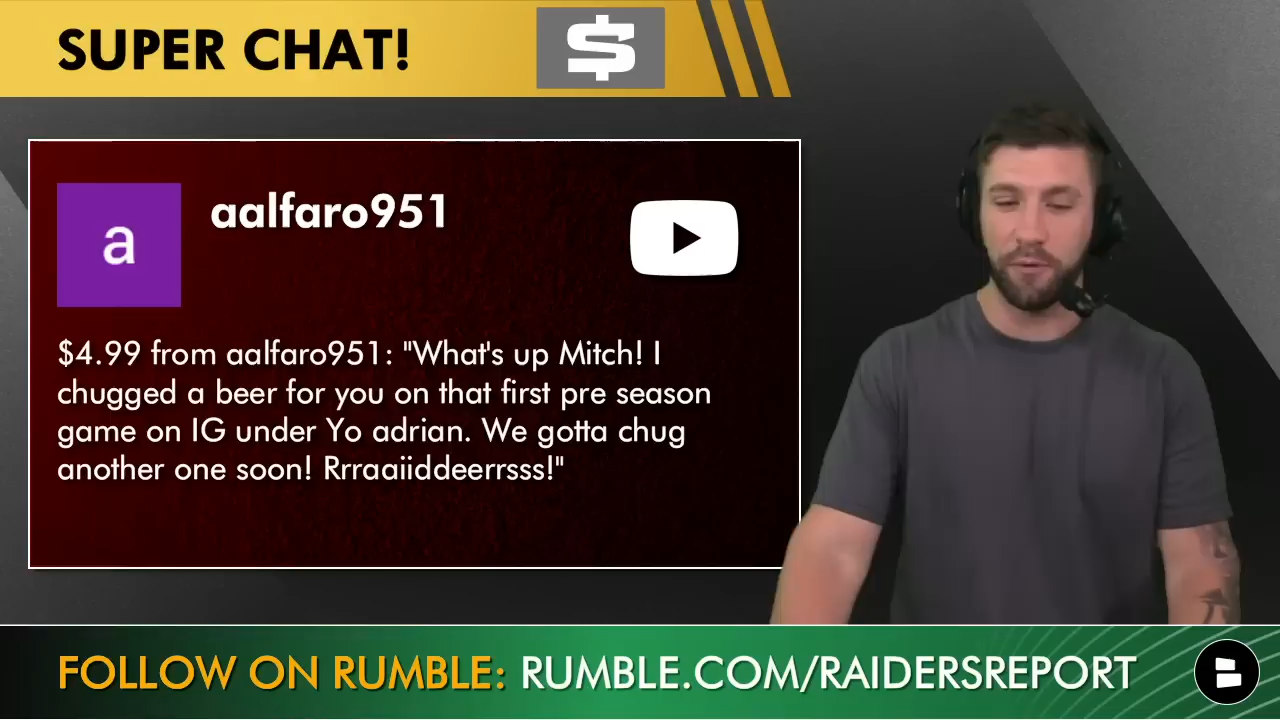 SUPER CHAT!
$
a
aalfaro951
$4.99 from aalfaro951: "What's up Mitch! I
chugged a beer for you on that first pre season
game on IG under Yo adrian. We gotta chug
another one soon! Rrraaiiddeerrsss!"
FOLLOW ON RUMBLE: RUMBLE.COM/RAIDERSREPORT